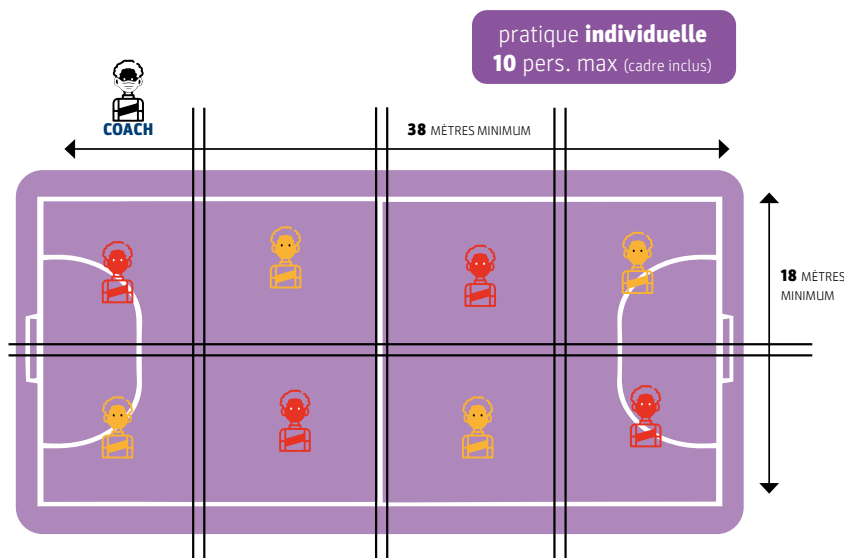 pratique individuelle
10 pers. max (cadre inclus)
COACH
38 MÈTRES MINIMUM
18 MÈTRES
MINIMUM